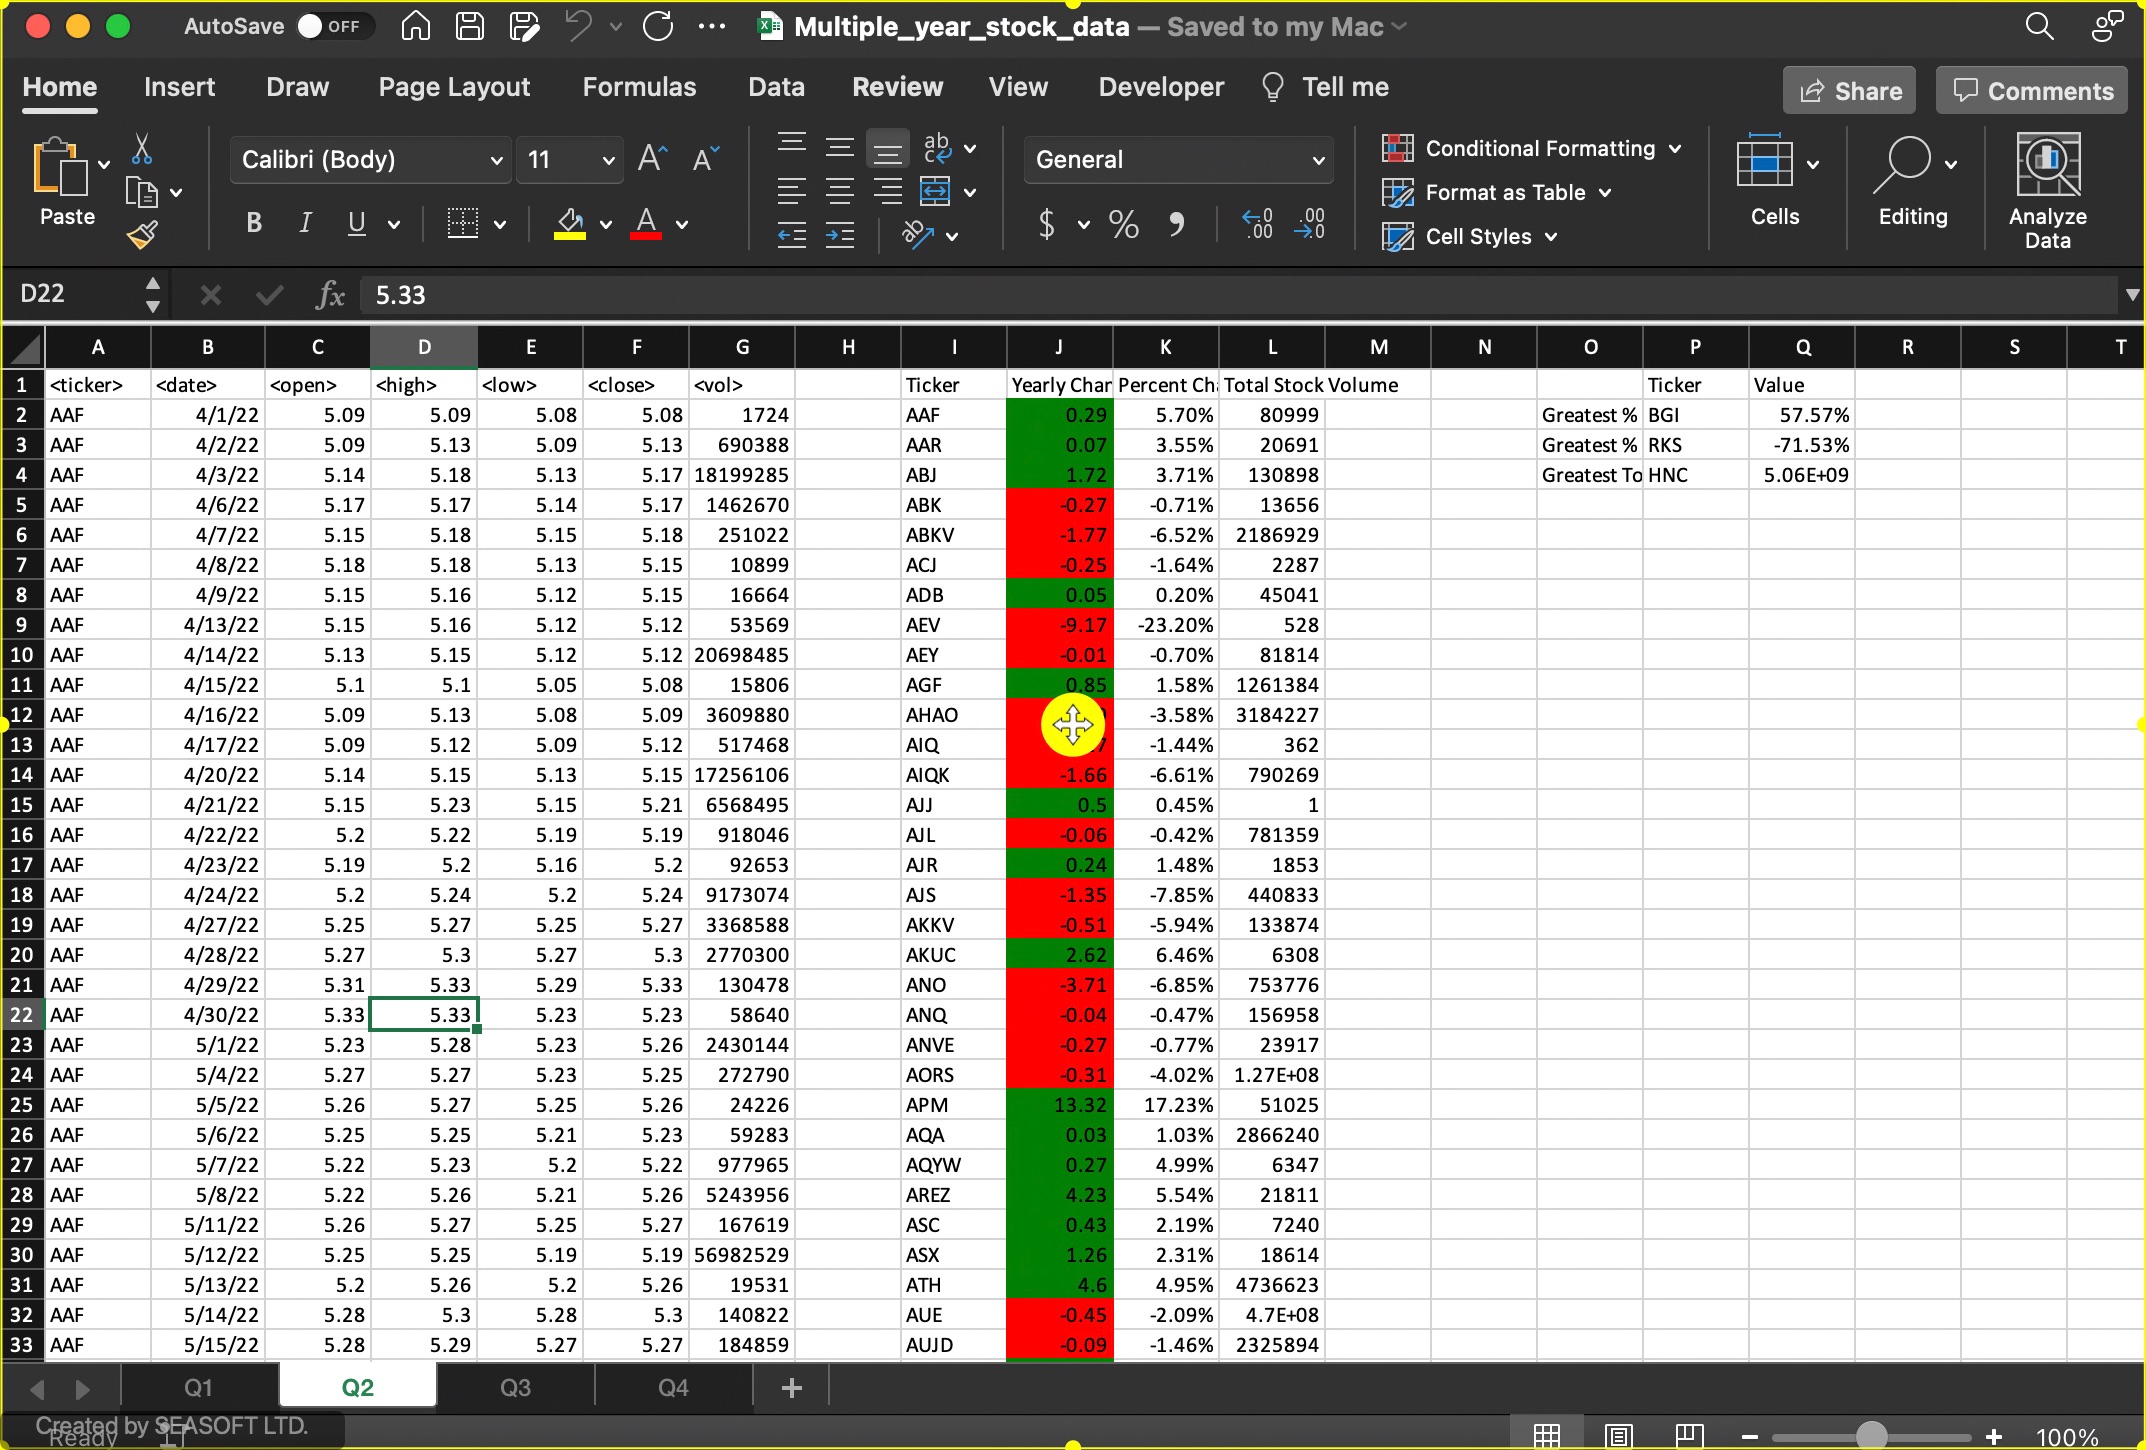 AutoSave OFF Multiple_year_stock_data — Saved to my Mac
Home Insert Draw Page Layout Formulas Data Review View Developer Tell me Share Comments
Paste Calibri (Body) 11 General Conditional Formatting Format as Table Cell Styles Cells Editing Analyze Data
D22 fx 5.33
A B C D E F G H I J K L M N O P Q R S T
1 <ticker> <date> <open> <high> <low> <close> <vol> Ticker Yearly Char Percent Ch Total Stock Volume Ticker Value
2 AAF 4/1/22 5.09 5.09 5.08 5.08 1724 AAF 0.29 5.70% 80999 Greatest % BGI 57.57%
3 AAF 4/2/22 5.09 5.13 5.09 5.13 690388 AAR 0.07 3.55% 20691 Greatest % RKS -71.53%
4 AAF 4/3/22 5.14 5.18 5.13 5.17 18199285 ABJ 1.72 3.71% 130898 Greatest To HNC 5.06E+09
5 AAF 4/6/22 5.17 5.17 5.14 5.17 1462670 ABK -0.27 -0.71% 13656
6 AAF 4/7/22 5.15 5.18 5.15 5.18 251022 ABKV -1.77 -6.52% 2186929
7 AAF 4/8/22 5.18 5.18 5.13 5.15 10899 ACJ -0.25 -1.64% 2287
8 AAF 4/9/22 5.15 5.16 5.12 5.15 16664 ADB 0.05 0.20% 45041
9 AAF 4/13/22 5.15 5.16 5.12 5.12 53569 AEV -9.17 -23.20% 528
10 AAF 4/14/22 5.13 5.15 5.12 5.12 20698485 AEY -0.01 -0.70% 81814
11 AAF 4/15/22 5.1 5.1 5.05 5.08 15806 AGF 0.85 1.58% 1261384
12 AAF 4/16/22 5.09 5.13 5.08 5.09 3609880 AHAO -3.58% 3184227
13 AAF 4/17/22 5.09 5.12 5.09 5.12 517468 AIQ -1.44% 362
14 AAF 4/20/22 5.14 5.15 5.13 5.15 17256106 AIQK -1.66 -6.61% 790269
15 AAF 4/21/22 5.15 5.23 5.15 5.21 6568495 AJJ 0.5 0.45% 1
16 AAF 4/22/22 5.2 5.22 5.19 5.19 918046 AJL -0.06 -0.42% 781359
17 AAF 4/23/22 5.19 5.2 5.16 5.2 92653 AJR 0.24 1.48% 1853
18 AAF 4/24/22 5.2 5.24 5.2 5.24 9173074 AJS -1.35 -7.85% 440833
19 AAF 4/27/22 5.25 5.27 5.25 5.27 3368588 AKKV -0.51 -5.94% 133874
20 AAF 4/28/22 5.27 5.3 5.27 5.3 2770300 AKUC 2.62 6.46% 6308
21 AAF 4/29/22 5.31 5.33 5.29 5.33 130478 ANO -3.71 -6.85% 753776
22 AAF 4/30/22 5.33 5.33 5.23 5.23 58640 ANQ -0.04 -0.47% 156958
23 AAF 5/1/22 5.23 5.28 5.23 5.26 2430144 ANVE -0.27 -0.77% 23917
24 AAF 5/4/22 5.27 5.27 5.23 5.25 272790 AORS -0.31 -4.02% 1.27E+08
25 AAF 5/5/22 5.26 5.27 5.25 5.26 24226 APM 13.32 17.23% 51025
26 AAF 5/6/22 5.25 5.25 5.21 5.23 59283 AQA 0.03 1.03% 2866240
27 AAF 5/7/22 5.22 5.23 5.2 5.22 977965 AQYW 0.27 4.99% 6347
28 AAF 5/8/22 5.22 5.26 5.21 5.26 5243956 AREZ 4.23 5.54% 21811
29 AAF 5/11/22 5.26 5.27 5.25 5.27 167619 ASC 0.43 2.19% 7240
30 AAF 5/12/22 5.25 5.25 5.19 5.19 56982529 ASX 1.26 2.31% 18614
31 AAF 5/13/22 5.2 5.26 5.2 5.26 19531 ATH 4.6 4.95% 4736623
32 AAF 5/14/22 5.28 5.3 5.28 5.3 140822 AUE -0.45 -2.09% 4.7E+08
33 AAF 5/15/22 5.28 5.29 5.27 5.27 184859 AUJD -0.09 -1.46% 2325894
Q1 Q2 Q3 Q4 +
Created by SEASOFT LTD.
Ready 100%